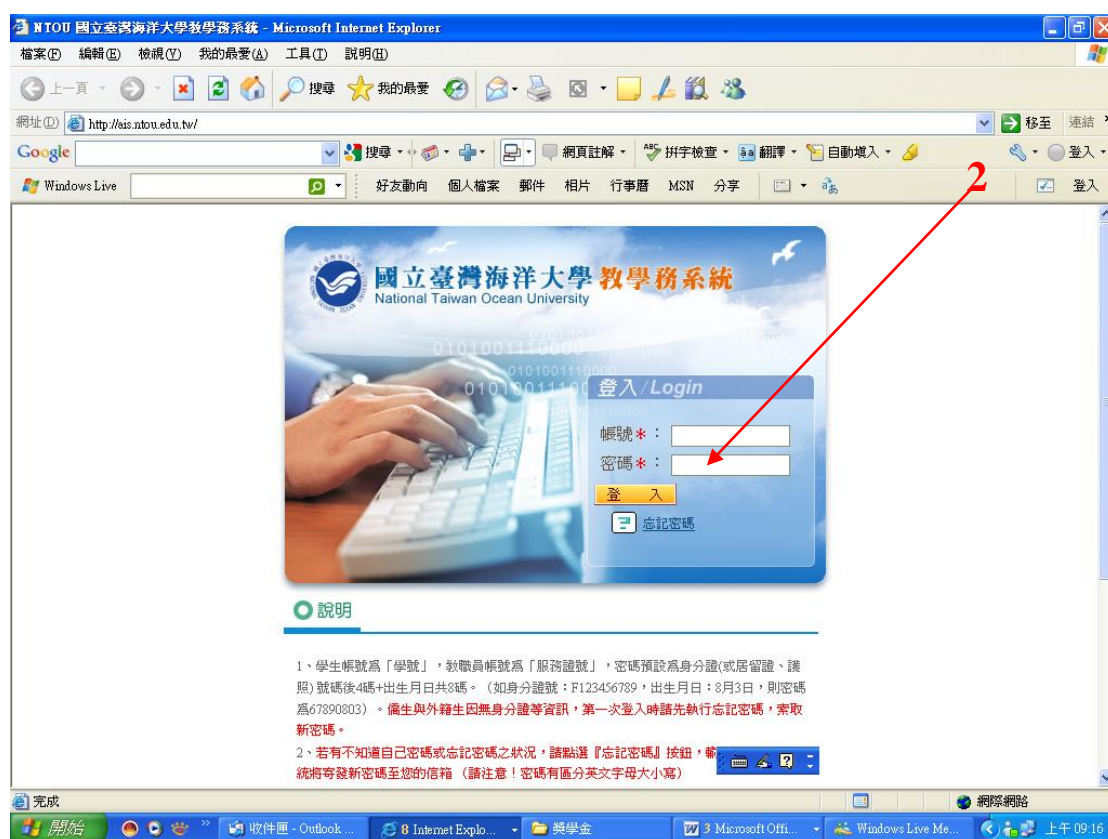 NTOU 國立臺灣海洋大學教學務系統 - Microsoft Internet Explorer
檔案(F) 編輯(E) 檢視(V) 我的最愛(A) 工具(T) 說明(H)
上一頁 搜尋 我的最愛
網址(D) http://ais.ntou.edu.tw/ 移至 連結
Google 搜尋 網頁註解 ABC 拼字檢查 翻譯 自動填入 登入
Windows Live 好友動向 個人檔案 郵件 相片 行事曆 MSN 分享 登入
2
國立臺灣海洋大學 教學務系統
National Taiwan Ocean University
登入/Login
帳號*：
密碼*：
登 入
忘記密碼
說明
1、學生帳號為「學號」，教職員帳號為「服務證號」，密碼預設為身分證(或居留證、護
照)號碼後4碼+出生月日共8碼。（如身分證號：F123456789，出生月日：8月3日，則密碼
為67890803）。僑生與外籍生因無身分證等資訊，第一次登入時請先執行忘記密碼，索取
新密碼。
2、若有不知道自己密碼或忘記密碼之狀況，請點選『忘記密碼』按鈕，輸
統將寄發新密碼至您的信箱（請注意！密碼有區分英文字母大小寫）
完成 網際網路
開始 收件匣 - Outlook ... 8 Internet Explo... 獎學金 3 Microsoft Offi... Windows Live Me... 上午 09:16